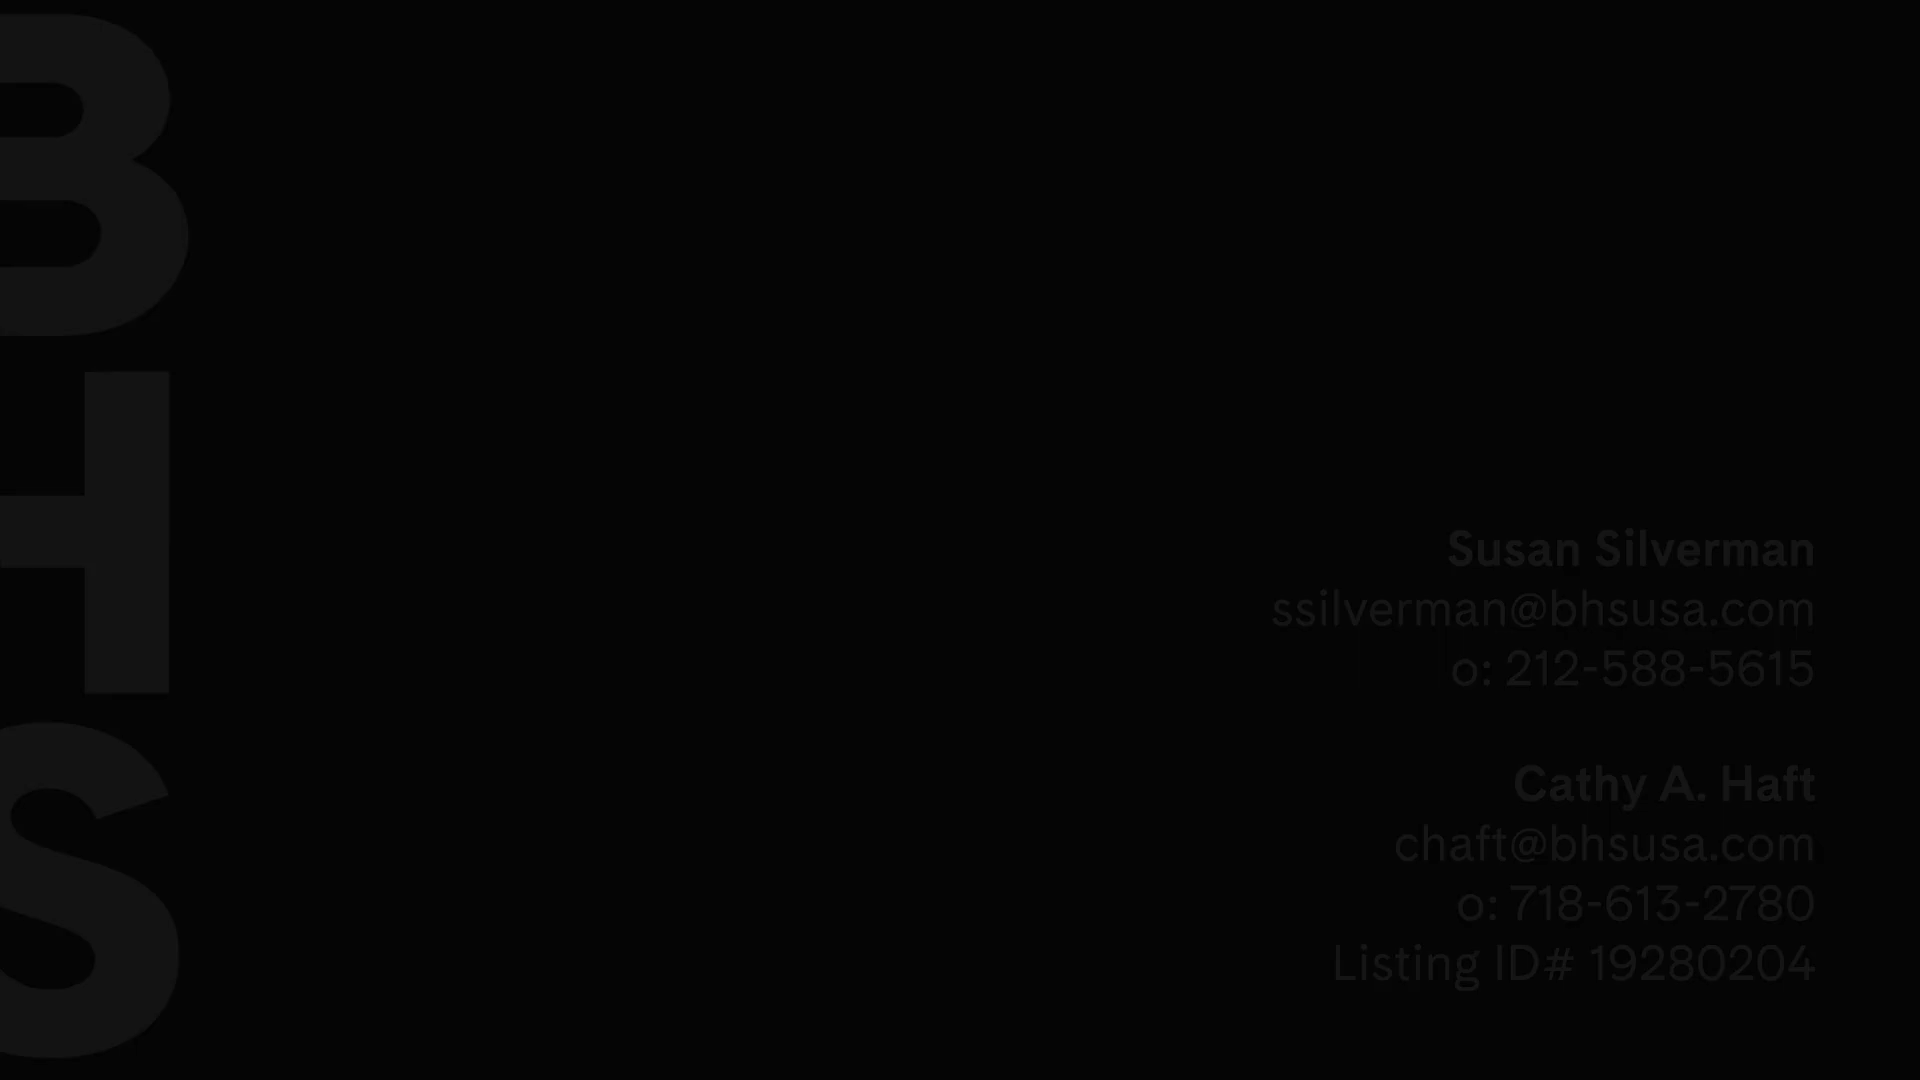 BHS
Susan Silverman
ssilverman@bhsusa.com
o: 212-588-5615
Cathy A. Haft
chaft@bhsusa.com
o: 718-613-2780
Listing ID# 19280204